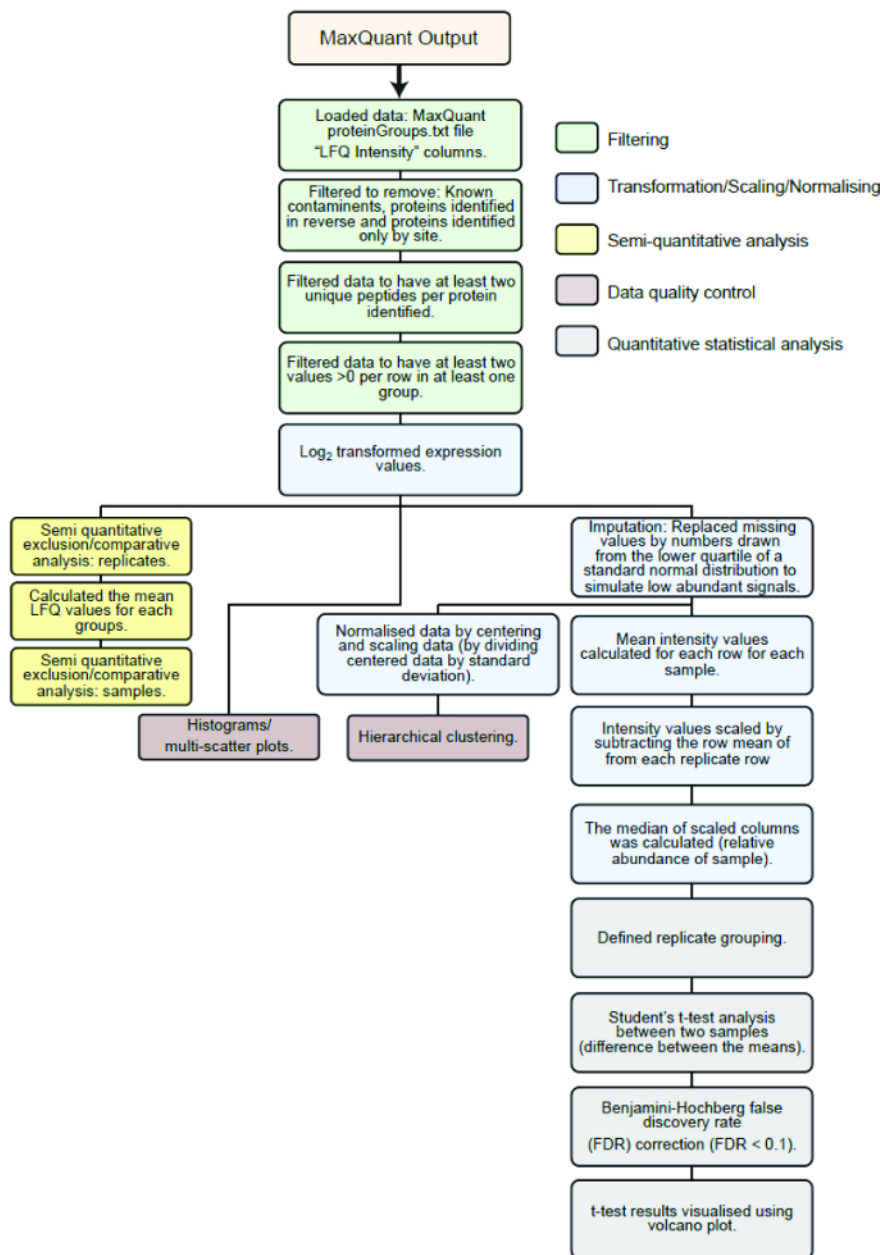 MaxQuant Output
Loaded data: MaxQuant
proteinGroups.txt file
“LFQ Intensity” columns.
Filtered to remove: Known
contaminents, proteins identified
in reverse and proteins identified
only by site.
Filtered data to have at least two
unique peptides per protein
identified.
Filtered data to have at least two
values >0 per row in at least one
group.
Log₂ transformed expression
values.
Filtering
Transformation/Scaling/Normalising
Semi-quantitative analysis
Data quality control
Quantitative statistical analysis
Semi quantitative
exclusion/comparative
analysis: replicates.
Calculated the mean
LFQ values for each
groups.
Semi quantitative
exclusion/comparative
analysis: samples.
Histograms/
multi-scatter plots.
Normalised data by centering
and scaling data (by dividing
centered data by standard
deviation).
Hierarchical clustering.
Imputation: Replaced missing
values by numbers drawn
from the lower quartile of a
standard normal distribution to
simulate low abundant signals.
Mean intensity values
calculated for each row for each
sample.
Intensity values scaled by
subtracting the row mean of
from each replicate row
The median of scaled columns
was calculated (relative
abundance of sample).
Defined replicate grouping.
Student’s t-test analysis
between two samples
(difference between the means).
Benjamini-Hochberg false
discovery rate
(FDR) correction (FDR < 0.1).
t-test results visualised using
volcano plot.